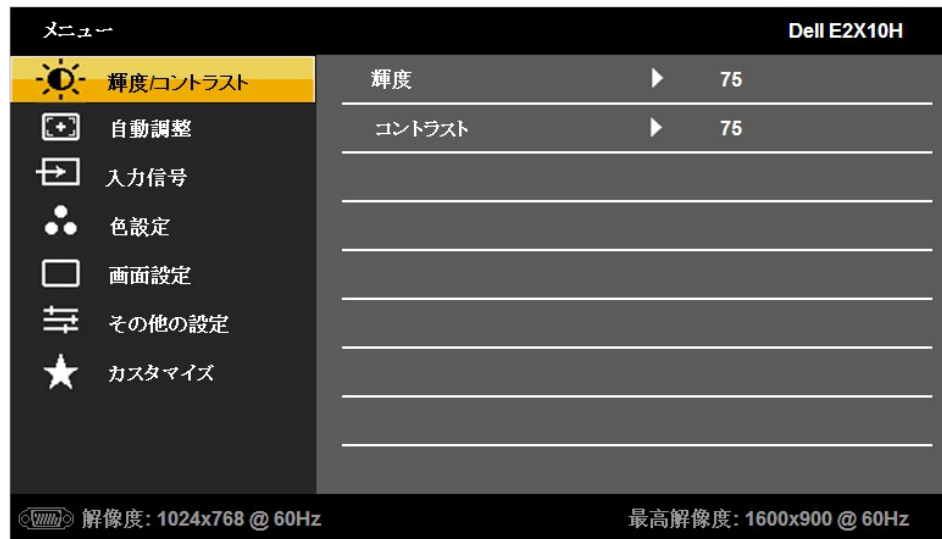 メニュー Dell E2X10H
輝度/コントラスト 輝度 75
自動調整 コントラスト 75
入力信号
色設定
画面設定
その他の設定
カスタマイズ
解像度: 1024x768 @ 60Hz 最高解像度: 1600x900 @ 60Hz